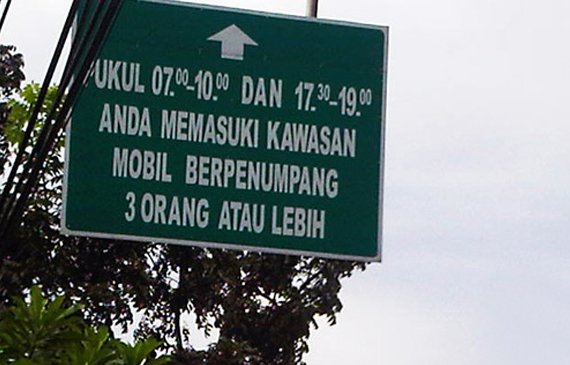 PUKUL 07.00-10.00 DAN 17.30-19.00
ANDA MEMASUKI KAWASAN
MOBIL BERPENUMPANG
3 ORANG ATAU LEBIH